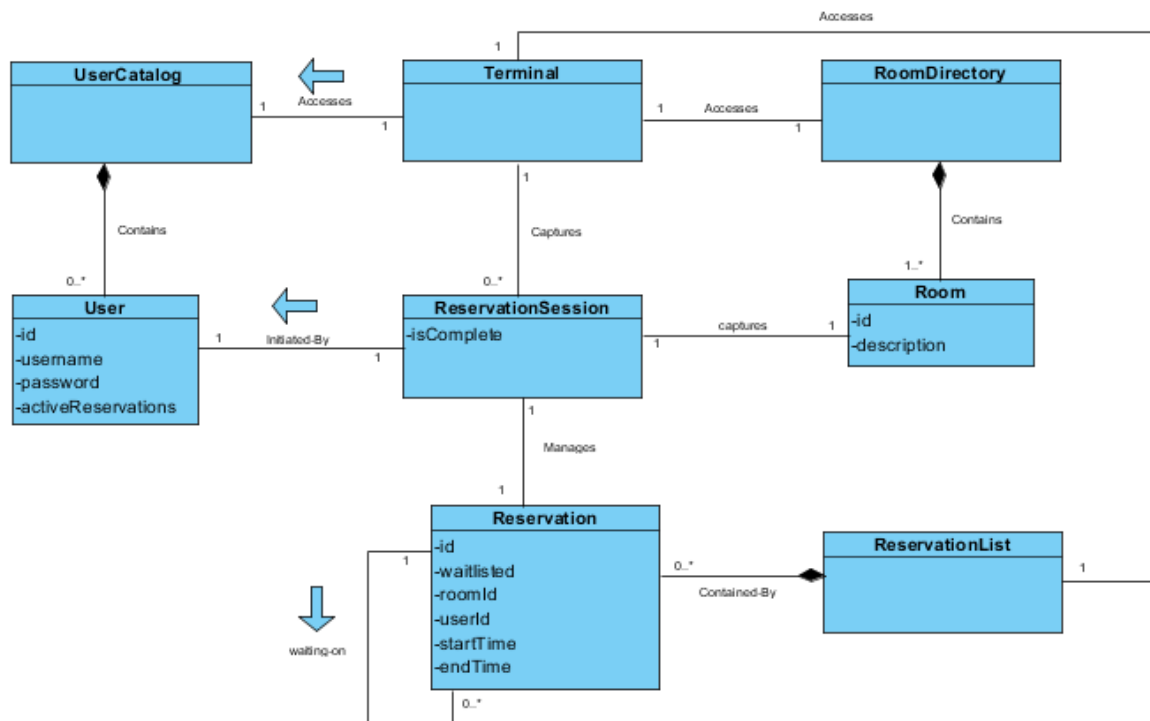 Accesses
1
UserCatalog
Terminal
RoomDirectory
Accesses
1
1
Accesses
1
1
1
Contains
Captures
Contains
0..*
0..*
1..*
User
-id
-username
-password
-activeReservations
Initiated-By
1
1
ReservationSession
-isComplete
captures
1
1
Room
-id
-description
1
Manages
1
Reservation
-id
-waitlisted
-roomId
-userId
-startTime
-endTime
1
waiting-on
0..*
0..*
Contained-By
ReservationList
1